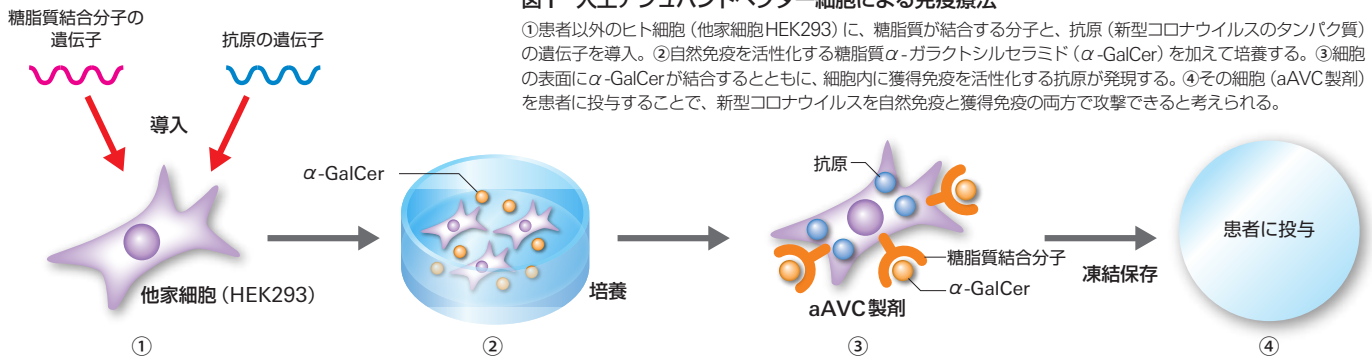 図1 人工アジュバントベクター細胞による免疫療法
①患者以外のヒト細胞（他家細胞HEK293）に、糖脂質が結合する分子と、抗原（新型コロナウイルスのタンパク質）
の遺伝子を導入。②自然免疫を活性化する糖脂質α-ガラクトシルセラミド（α-GalCer）を加えて培養する。③細胞
の表面にα-GalCerが結合するとともに、細胞内に獲得免疫を活性化する抗原が発現する。④その細胞（aAVC製剤）
を患者に投与することで、新型コロナウイルスを自然免疫と獲得免疫の両方で攻撃できると考えられる。
糖脂質結合分子の
遺伝子
抗原の遺伝子
導入
他家細胞（HEK293）
①
α-GalCer
培養
②
抗原
糖脂質結合分子
α-GalCer
aAVC製剤
③
凍結保存
患者に投与
④